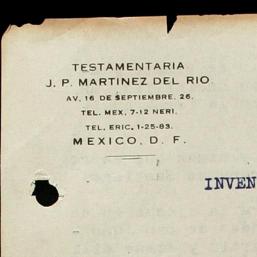 TESTAMENTARIA
J. P. MARTINEZ DEL RIO.
AV. 16 DE SEPTIEMBRE. 26.
TEL. MEX. 7-12 NERI.
TEL. ERIC. 1-25-83.
MEXICO, D. F.
INVEN